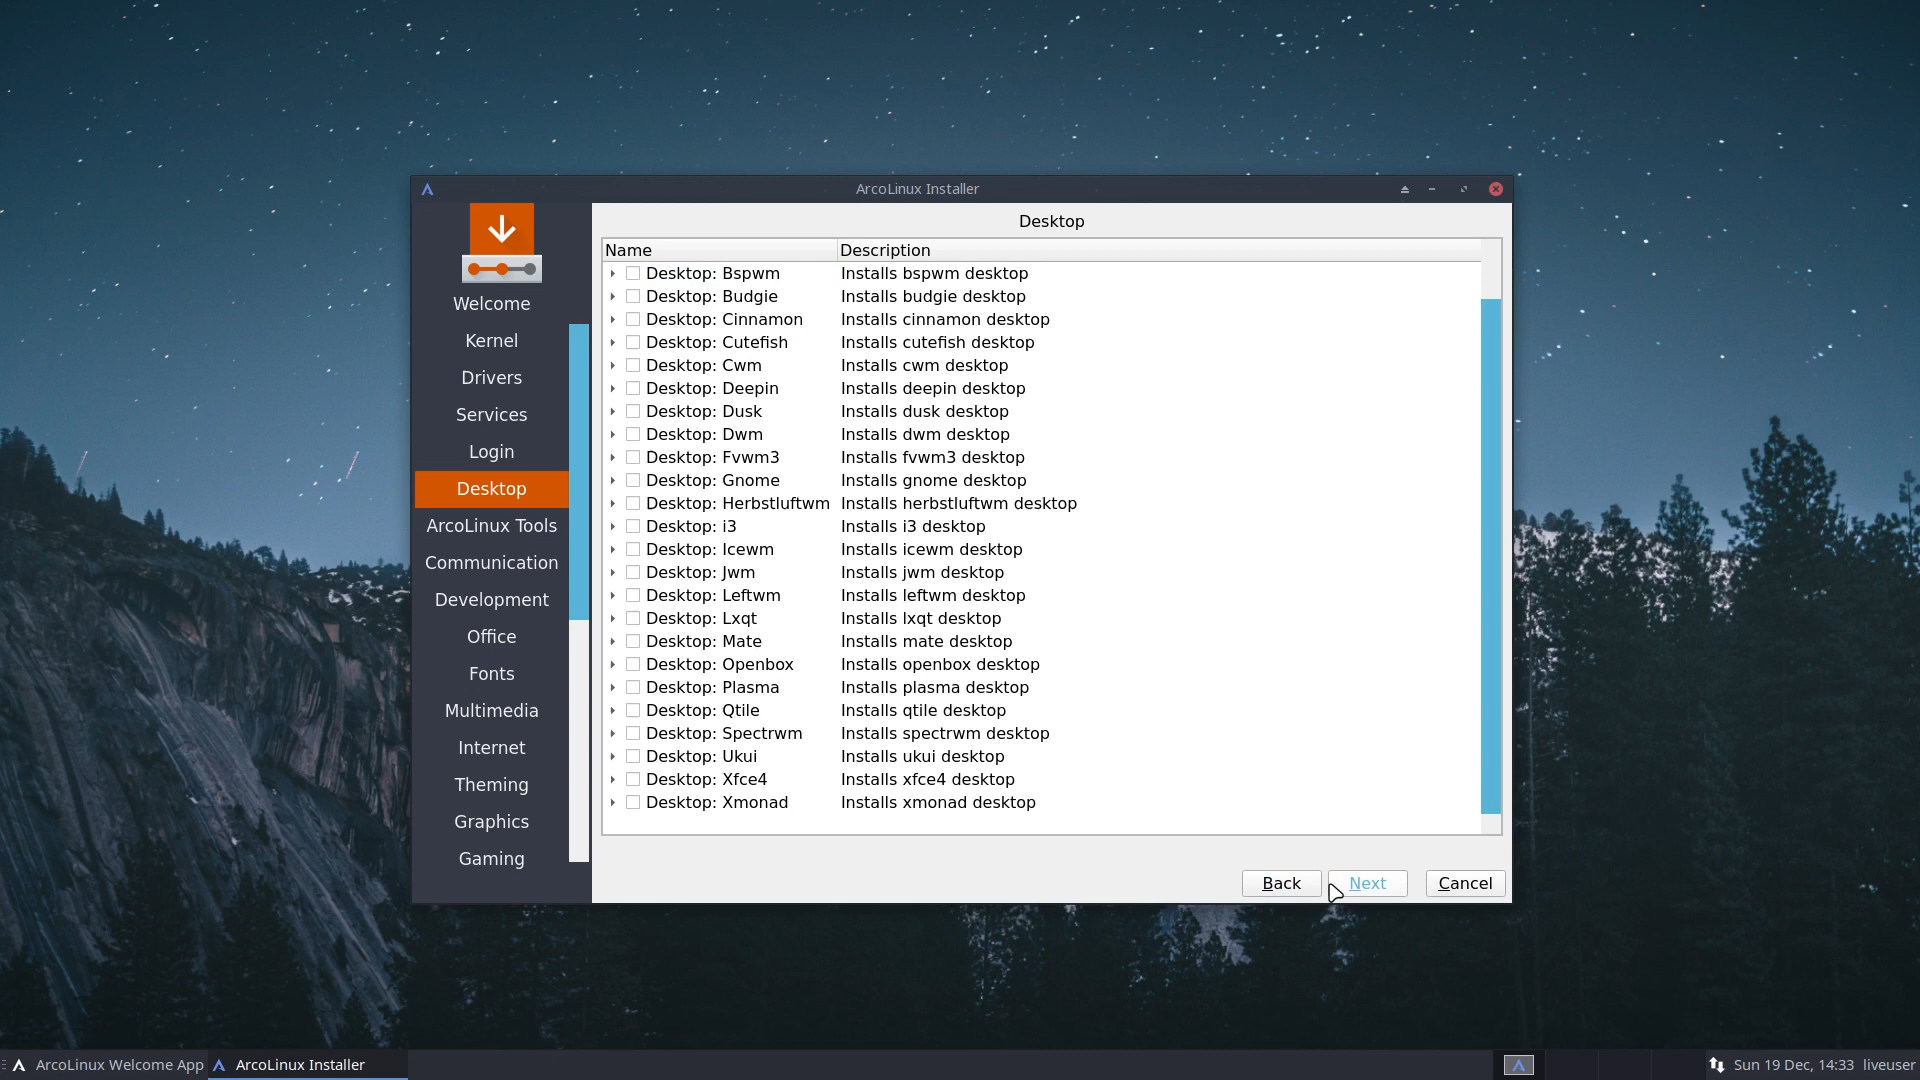 ArcoLinux Installer
Desktop
Name Description
Welcome
Kernel
Drivers
Services
Login
Desktop
ArcoLinux Tools
Communication
Development
Office
Fonts
Multimedia
Internet
Theming
Graphics
Gaming
Desktop: Bspwm Installs bspwm desktop
Desktop: Budgie Installs budgie desktop
Desktop: Cinnamon Installs cinnamon desktop
Desktop: Cutefish Installs cutefish desktop
Desktop: Cwm Installs cwm desktop
Desktop: Deepin Installs deepin desktop
Desktop: Dusk Installs dusk desktop
Desktop: Dwm Installs dwm desktop
Desktop: Fvwm3 Installs fvwm3 desktop
Desktop: Gnome Installs gnome desktop
Desktop: Herbstluftwm Installs herbstluftwm desktop
Desktop: i3 Installs i3 desktop
Desktop: Icewm Installs icewm desktop
Desktop: Jwm Installs jwm desktop
Desktop: Leftwm Installs leftwm desktop
Desktop: Lxqt Installs lxqt desktop
Desktop: Mate Installs mate desktop
Desktop: Openbox Installs openbox desktop
Desktop: Plasma Installs plasma desktop
Desktop: Qtile Installs qtile desktop
Desktop: Spectrwm Installs spectrwm desktop
Desktop: Ukui Installs ukui desktop
Desktop: Xfce4 Installs xfce4 desktop
Desktop: Xmonad Installs xmonad desktop
Back Next Cancel
ArcoLinux Welcome App ArcoLinux Installer Sun 19 Dec, 14:33 liveuser